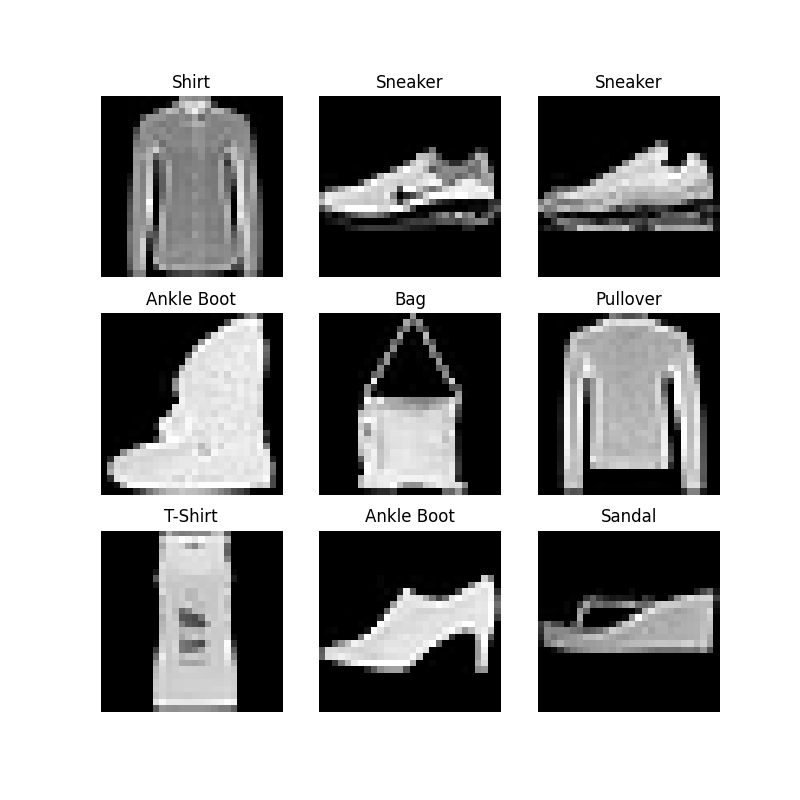 Shirt
Sneaker
Sneaker
Ankle Boot
Bag
Pullover
T-Shirt
Ankle Boot
Sandal